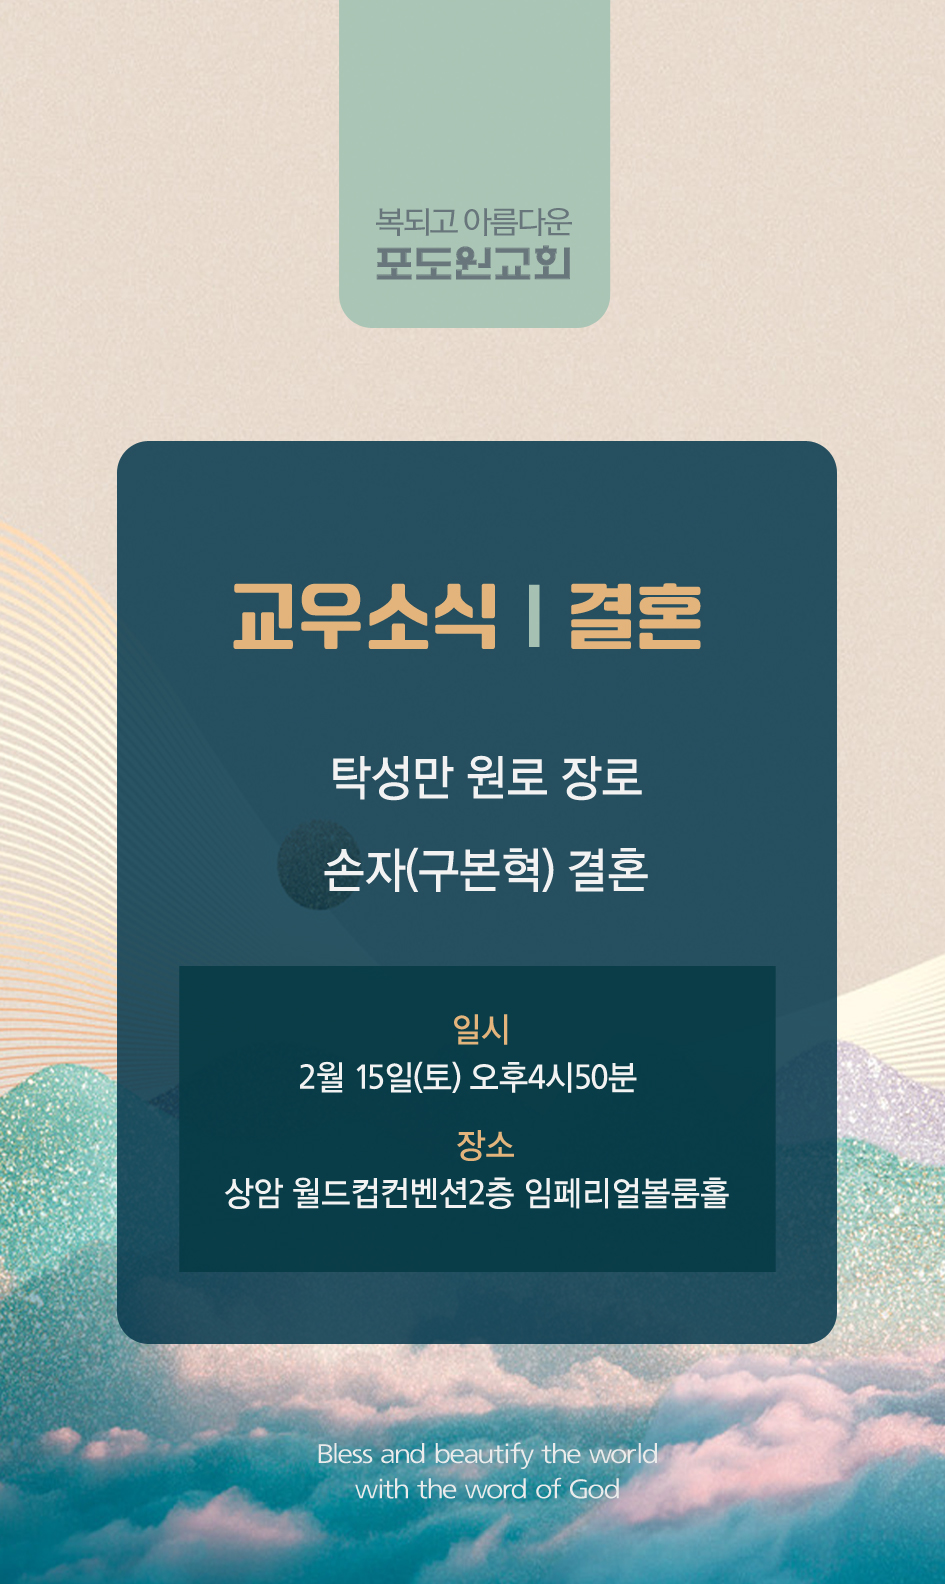 복되고 아름다운
포도원교회
교우소식 | 결혼
탁성만 원로 장로
손자(구본혁) 결혼
일시
2월 15일(토) 오후4시50분
장소
상암 월드컵컨벤션2층 임페리얼볼룸홀
Bless and beautify the world
with the word of God